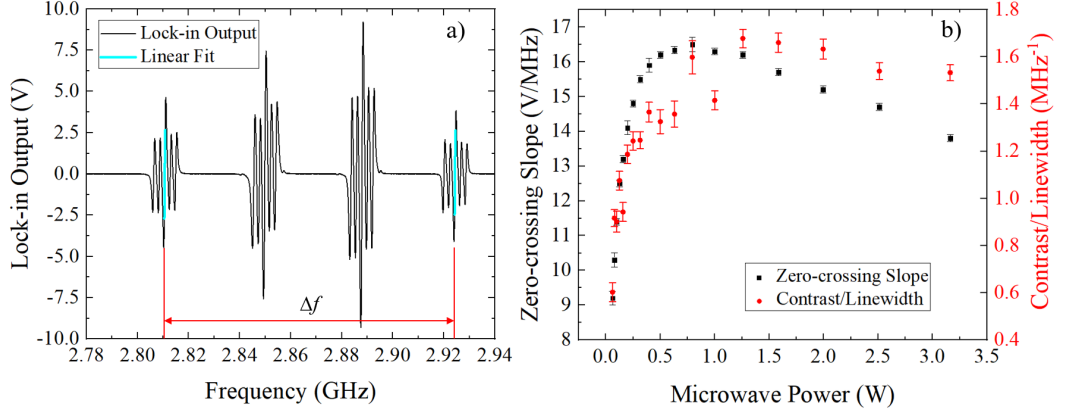 a)
Lock-in Output
Linear Fit
10.0
7.5
5.0
2.5
0.0
-2.5
-5.0
-7.5
-10.0
Lock-in Output (V)
Δf
2.78 2.80 2.82 2.84 2.86 2.88 2.90 2.92 2.94
Frequency (GHz)
b)
17
16
15
14
13
12
11
10
9
8
Zero-crossing Slope (V/MHz)
Zero-crossing Slope
Contrast/Linewidth
0.0 0.5 1.0 1.5 2.0 2.5 3.0 3.5
Microwave Power (W)
1.8
1.6
1.4
1.2
1.0
0.8
0.6
0.4
Contrast/Linewidth (MHz⁻¹)